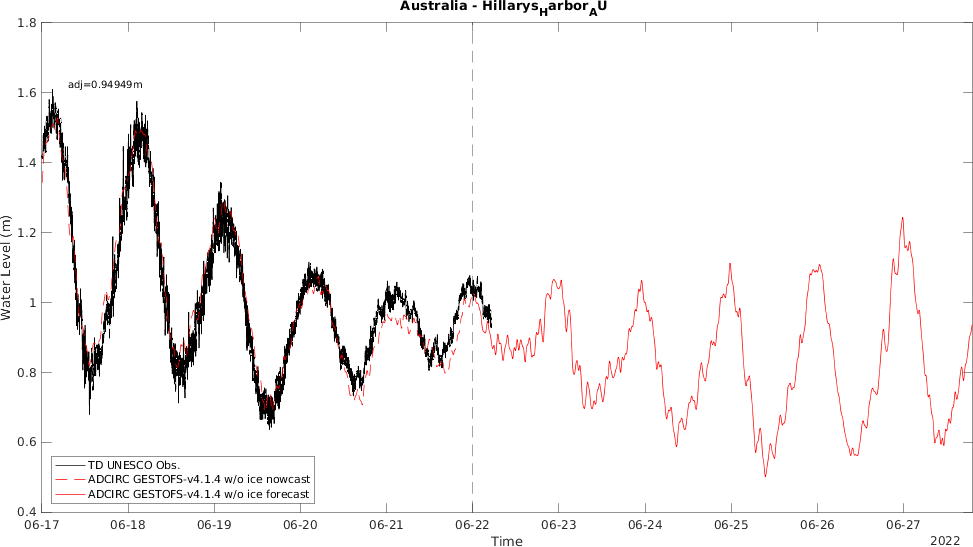 Australia - Hillarys_Harbor_AU
1.8
1.6
1.4
1.2
1
0.8
0.6
0.4
Water Level (m)
adj=0.94949m
TD UNESCO Obs.
ADCIRC GESTOFS-v4.1.4 w/o ice nowcast
ADCIRC GESTOFS-v4.1.4 w/o ice forecast
06-17 06-18 06-19 06-20 06-21 06-22 06-23 06-24 06-25 06-26 06-27
Time
2022